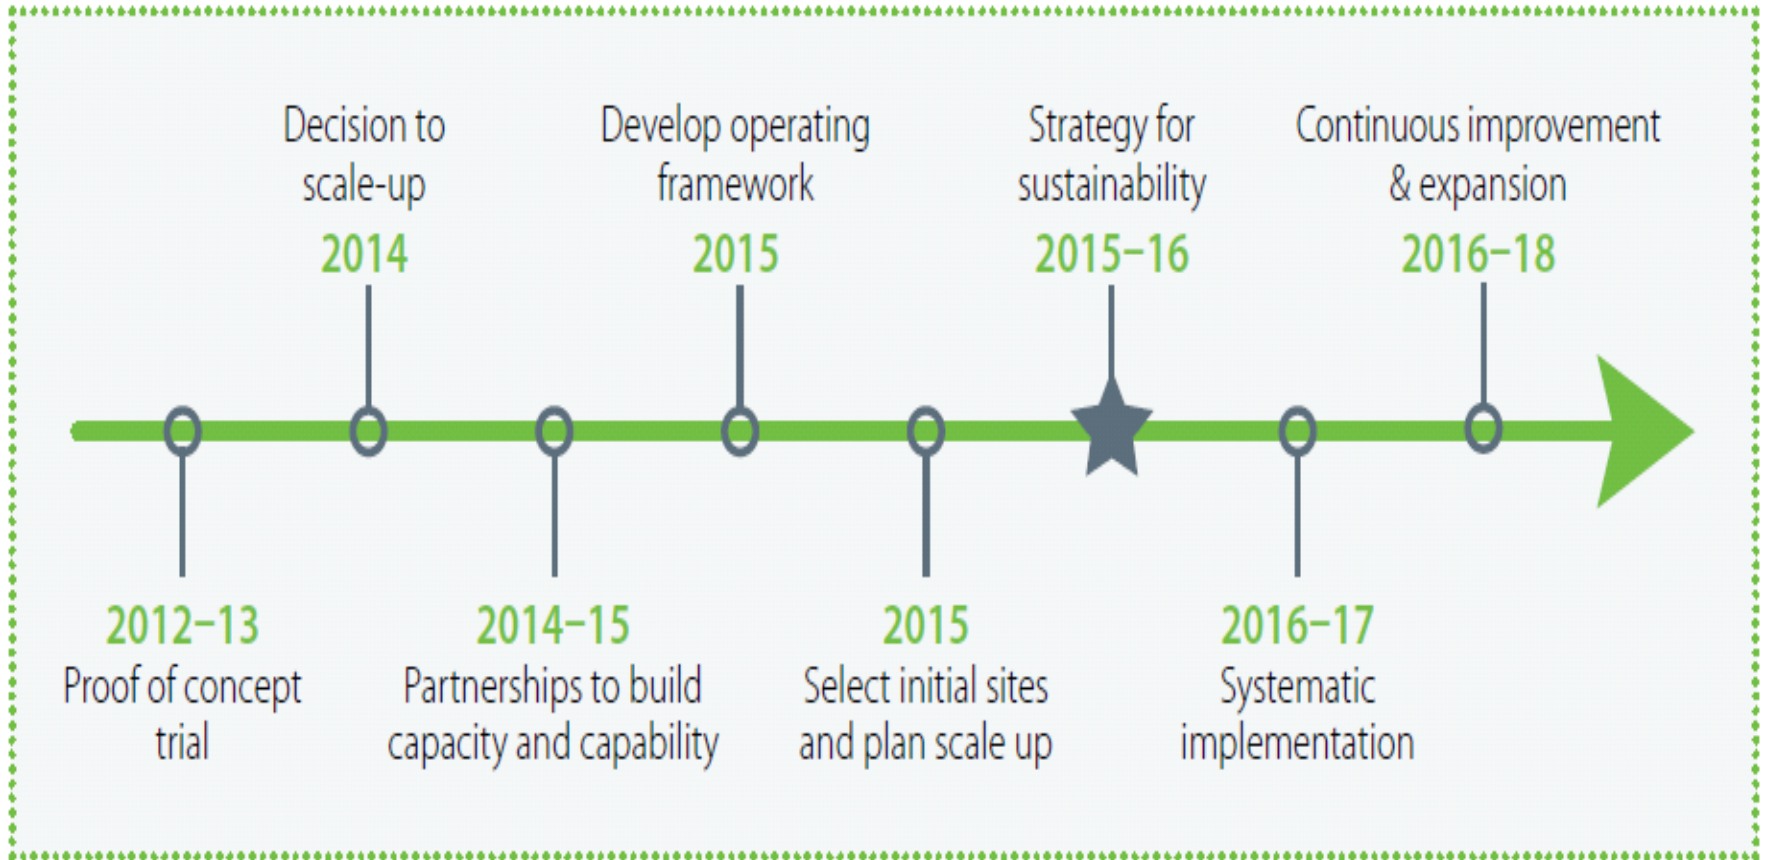 Decision to
scale-up
2014
Develop operating
framework
2015
Strategy for
sustainability
2015–16
Continuous improvement
& expansion
2016–18
2012–13
Proof of concept
trial
2014–15
Partnerships to build
capacity and capability
2015
Select initial sites
and plan scale up
2016–17
Systematic
implementation